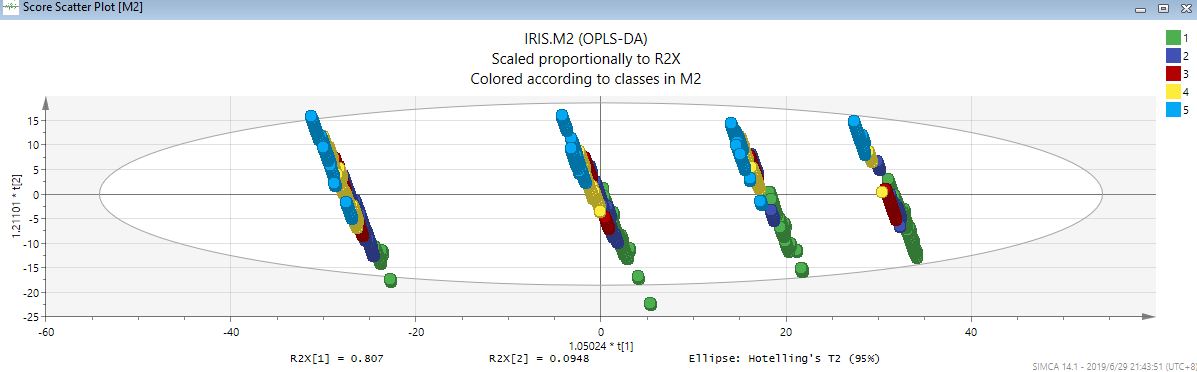 Score Scatter Plot [M2]
IRIS.M2 (OPLS-DA)
Scaled proportionally to R2X
Colored according to classes in M2
1
2
3
4
5
15
10
5
0
-5
-10
-15
-20
-25
1.21101 * t[2]
-60
-40
-20
0
20
40
1.05024 * t[1]
R2X[1] = 0.807
R2X[2] = 0.0948
Ellipse: Hotelling's T2 (95%)
SIMCA 14.1 - 2019/6/29 21:43:51 (UTC+8)